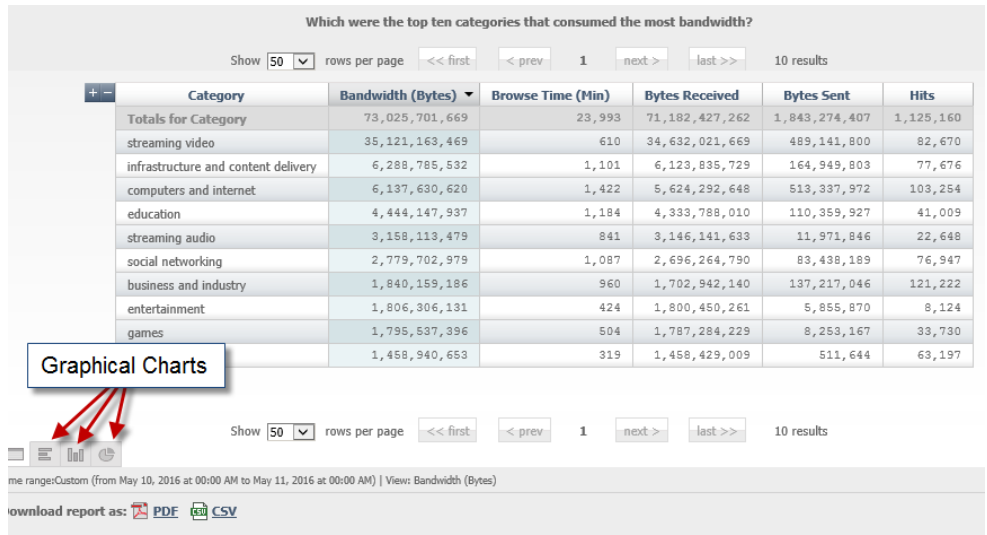 Which were the top ten categories that consumed the most bandwidth?
Show 50 rows per page << first < prev 1 next > last >> 10 results
+ − Category Bandwidth (Bytes) Browse Time (Min) Bytes Received Bytes Sent Hits
Totals for Category 73,025,701,669 23,993 71,182,427,262 1,843,274,407 1,125,160
streaming video 35,121,163,469 610 34,632,021,669 489,141,800 82,670
infrastructure and content delivery 6,288,785,532 1,101 6,123,835,729 164,949,803 77,676
computers and internet 6,137,630,620 1,422 5,624,292,648 513,337,972 103,254
education 4,444,147,937 1,184 4,333,788,010 110,359,927 41,009
streaming audio 3,158,113,479 841 3,146,141,633 11,971,846 22,648
social networking 2,779,702,979 1,087 2,696,264,790 83,438,189 76,947
business and industry 1,840,159,186 960 1,702,942,140 137,217,046 121,222
entertainment 1,806,306,131 424 1,800,450,261 5,855,870 8,124
games 1,795,537,396 504 1,787,284,229 8,253,167 33,730
1,458,940,653 319 1,458,429,009 511,644 63,197
Graphical Charts
Show 50 rows per page << first < prev 1 next > last >> 10 results
me range:Custom (from May 10, 2016 at 00:00 AM to May 11, 2016 at 00:00 AM) | View: Bandwidth (Bytes)
ownload report as: PDF CSV CSV